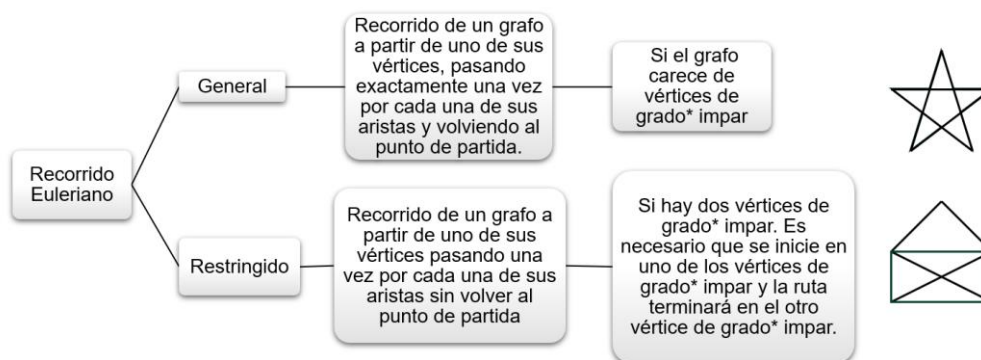 Recorrido
Euleriano
General
Recorrido de un grafo
a partir de uno de sus
vértices, pasando
exactamente una vez
por cada una de sus
aristas y volviendo al
punto de partida.
Si el grafo
carece de
vértices de
grado* impar
Restringido
Recorrido de un grafo a
partir de uno de sus
vértices pasando una
vez por cada una de sus
aristas sin volver al
punto de partida
Si hay dos vértices de
grado* impar. Es
necesario que se inicie en
uno de los vértices de
grado* impar y la ruta
terminará en el otro
vértice de grado* impar.